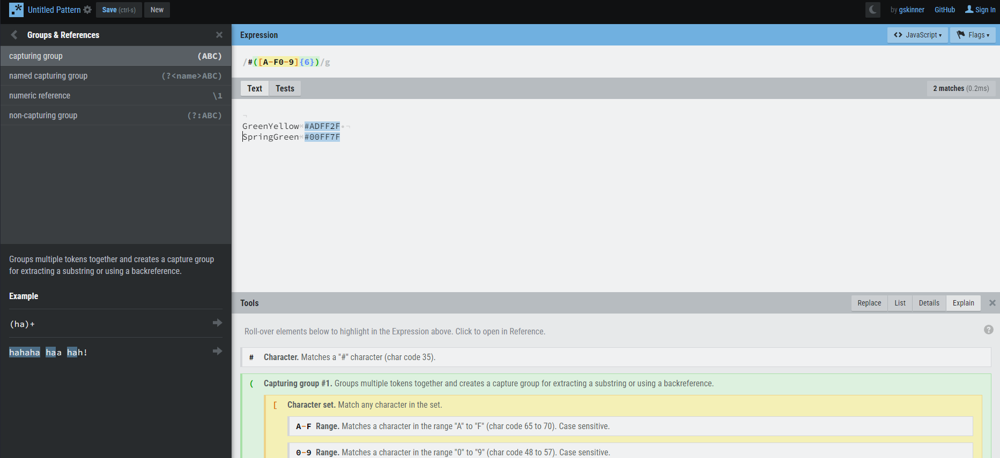 .* Untitled Pattern Save (ctrl-s) New by gskinner GitHub Sign In
Groups & References
capturing group (ABC)
named capturing group (?<name>ABC)
numeric reference \1
non-capturing group (?:ABC)
Groups multiple tokens together and creates a capture group
for extracting a substring or using a backreference.
Example
(ha)+
hahaha haa hah!
Expression <> JavaScript ▾ Flags ▾
/#([A-F0-9]{6})/g
Text Tests 2 matches (0.2ms)
GreenYellow #ADFF2F
SpringGreen #00FF7F
Tools Replace List Details Explain
Roll-over elements below to highlight in the Expression above. Click to open in Reference. ?
# Character. Matches a "#" character (char code 35).
( Capturing group #1. Groups multiple tokens together and creates a capture group for extracting a substring or using a backreference.
[ Character set. Match any character in the set.
A-F Range. Matches a character in the range "A" to "F" (char code 65 to 70). Case sensitive.
0-9 Range. Matches a character in the range "0" to "9" (char code 48 to 57). Case sensitive.